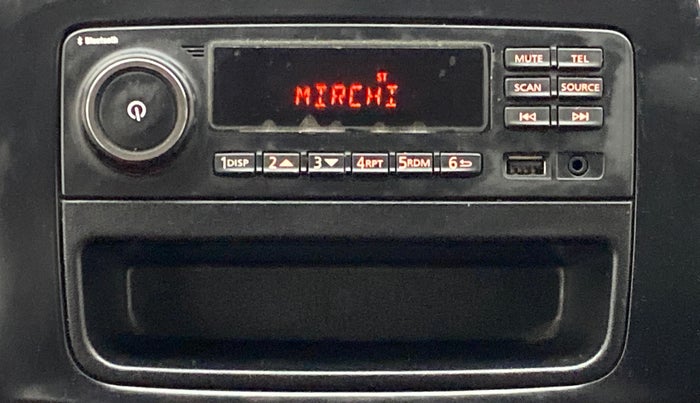 Bluetooth
ST
MIRCHI
MUTE TEL
SCAN SOURCE
1DISP 2 3 4RPT 5RDM 6